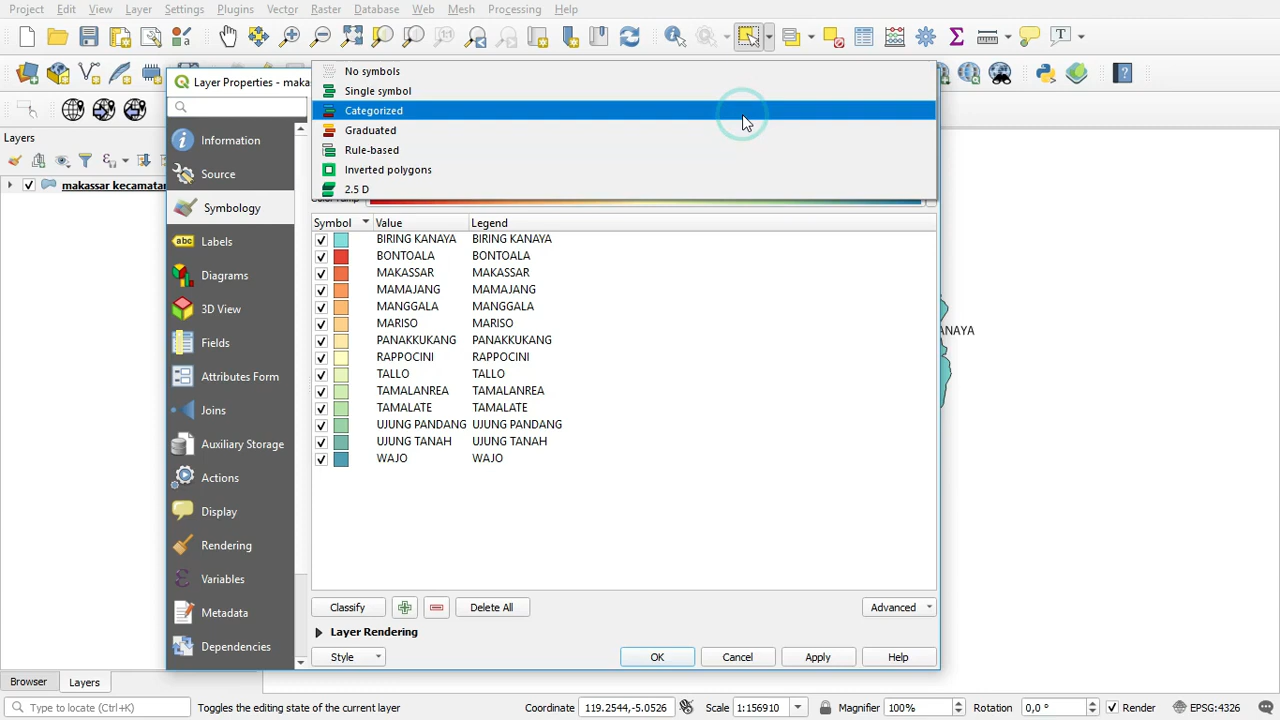 Project Edit View Layer Settings Plugins Vector Raster Database Web Mesh Processing Help
Layer Properties - maka
No symbols
Single symbol
Categorized
Graduated
Rule-based
Inverted polygons
2.5 D
Layers
makassar kecamatan
Information
Source
Symbology
Labels
Diagrams
3D View
Fields
Attributes Form
Joins
Auxiliary Storage
Actions
Display
Rendering
Variables
Metadata
Dependencies
Symbol Value Legend
BIRING KANAYA BIRING KANAYA
BONTOALA BONTOALA
MAKASSAR MAKASSAR
MAMAJANG MAMAJANG
MANGGALA MANGGALA
MARISO MARISO
PANAKKUKANG PANAKKUKANG
RAPPOCINI RAPPOCINI
TALLO TALLO
TAMALANREA TAMALANREA
TAMALATE TAMALATE
UJUNG PANDANG UJUNG PANDANG
UJUNG TANAH UJUNG TANAH
WAJO WAJO
ANAYA
Classify Delete All Advanced
Layer Rendering
Style OK Cancel Apply Help
Browser Layers
Type to locate (Ctrl+K) Toggles the editing state of the current layer Coordinate 119.2544,-5.0526 Scale 1:156910 Magnifier 100% Rotation 0,0 ° Render EPSG:4326